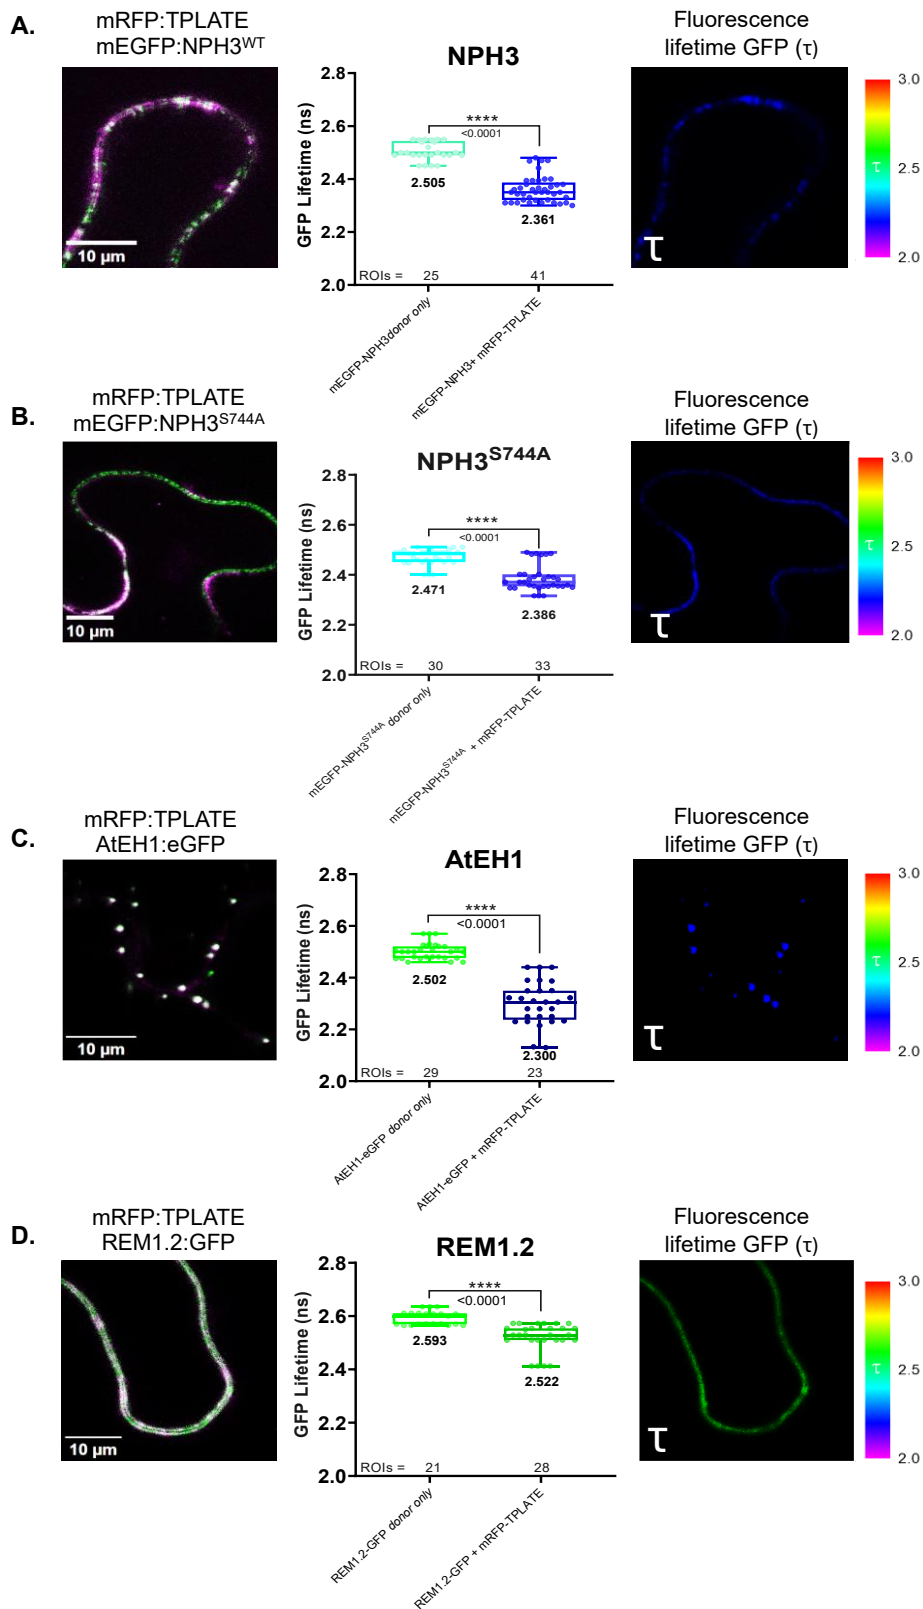 A.
mRFP:TPLATE
mEGFP:NPH3WT
10 µm
NPH3
GFP Lifetime (ns)
2.8
2.6
2.4
2.2
2.0
****
<0.0001
2.505
2.361
ROIs = 25 41
mEGFP-NPH3 donor only
mEGFP-NPH3+ mRFP-TPLATE
Fluorescence
lifetime GFP (τ)
τ
3.0
τ 2.5
2.0
B.
mRFP:TPLATE
mEGFP:NPH3S744A
10 µm
NPH3S744A
GFP Lifetime (ns)
2.8
2.6
2.4
2.2
2.0
****
<0.0001
2.471
2.386
ROIs = 30 33
mEGFP-NPH3S744A donor only
mEGFP-NPH3S744A + mRFP-TPLATE
Fluorescence
lifetime GFP (τ)
τ
3.0
τ 2.5
2.0
C.
mRFP:TPLATE
AtEH1:eGFP
10 µm
AtEH1
GFP Lifetime (ns)
2.8
2.6
2.4
2.2
2.0
****
<0.0001
2.502
2.300
ROIs = 29 23
AtEH1-eGFP donor only
AtEH1-eGFP + mRFP-TPLATE
Fluorescence
lifetime GFP (τ)
τ
3.0
τ 2.5
2.0
D.
mRFP:TPLATE
REM1.2:GFP
10 µm
REM1.2
GFP Lifetime (ns)
2.8
2.6
2.4
2.2
2.0
****
<0.0001
2.593
2.522
ROIs = 21 28
REM1.2-GFP donor only
REM1.2-GFP + mRFP-TPLATE
Fluorescence
lifetime GFP (τ)
τ
3.0
τ 2.5
2.0